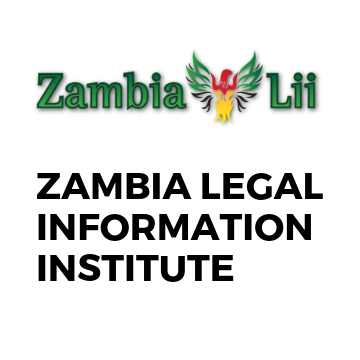 Zambia Lii
ZAMBIA LEGAL
INFORMATION
INSTITUTE